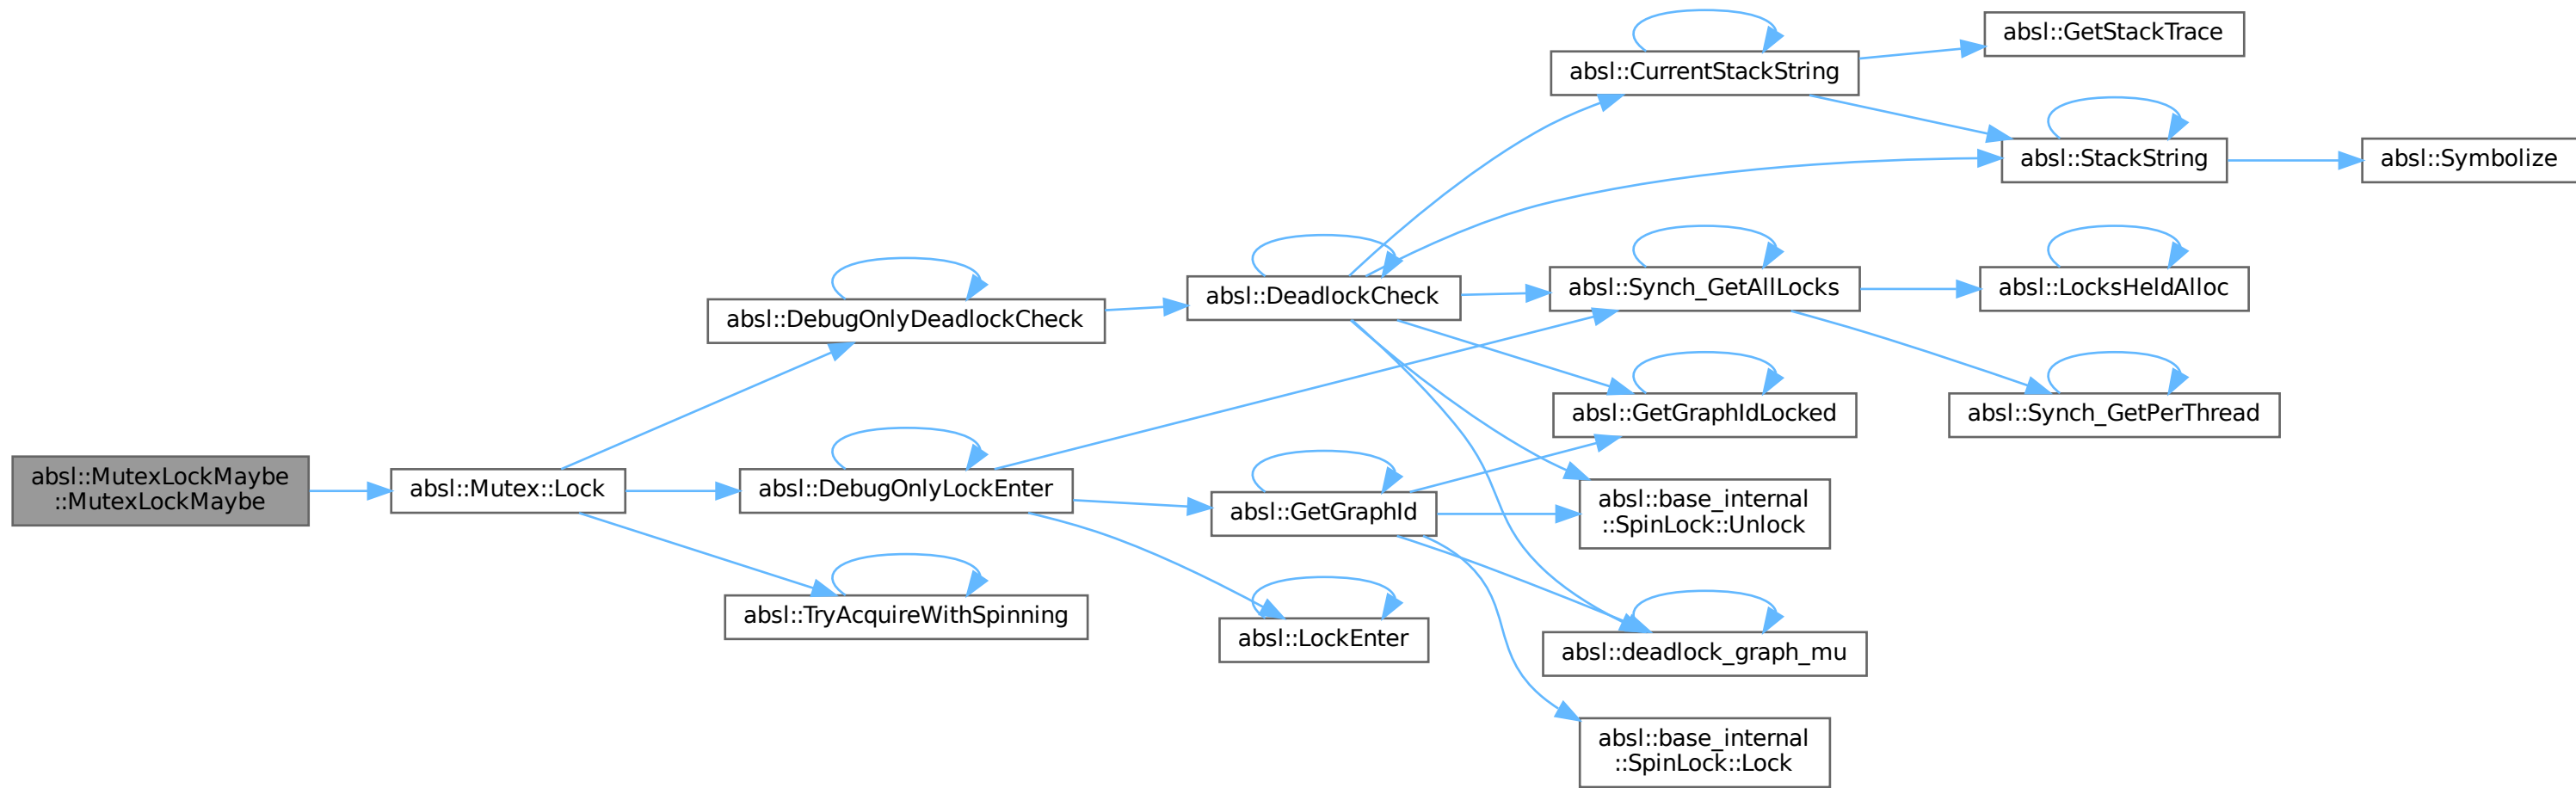 absl::MutexLockMaybe
::MutexLockMaybe
absl::Mutex::Lock
absl::DebugOnlyDeadlockCheck
absl::DebugOnlyLockEnter
absl::TryAcquireWithSpinning
absl::DeadlockCheck
absl::GetGraphId
absl::LockEnter
absl::CurrentStackString
absl::Synch_GetAllLocks
absl::GetGraphIdLocked
absl::base_internal
::SpinLock::Unlock
absl::deadlock_graph_mu
absl::base_internal
::SpinLock::Lock
absl::GetStackTrace
absl::StackString
absl::LocksHeldAlloc
absl::Synch_GetPerThread
absl::Symbolize